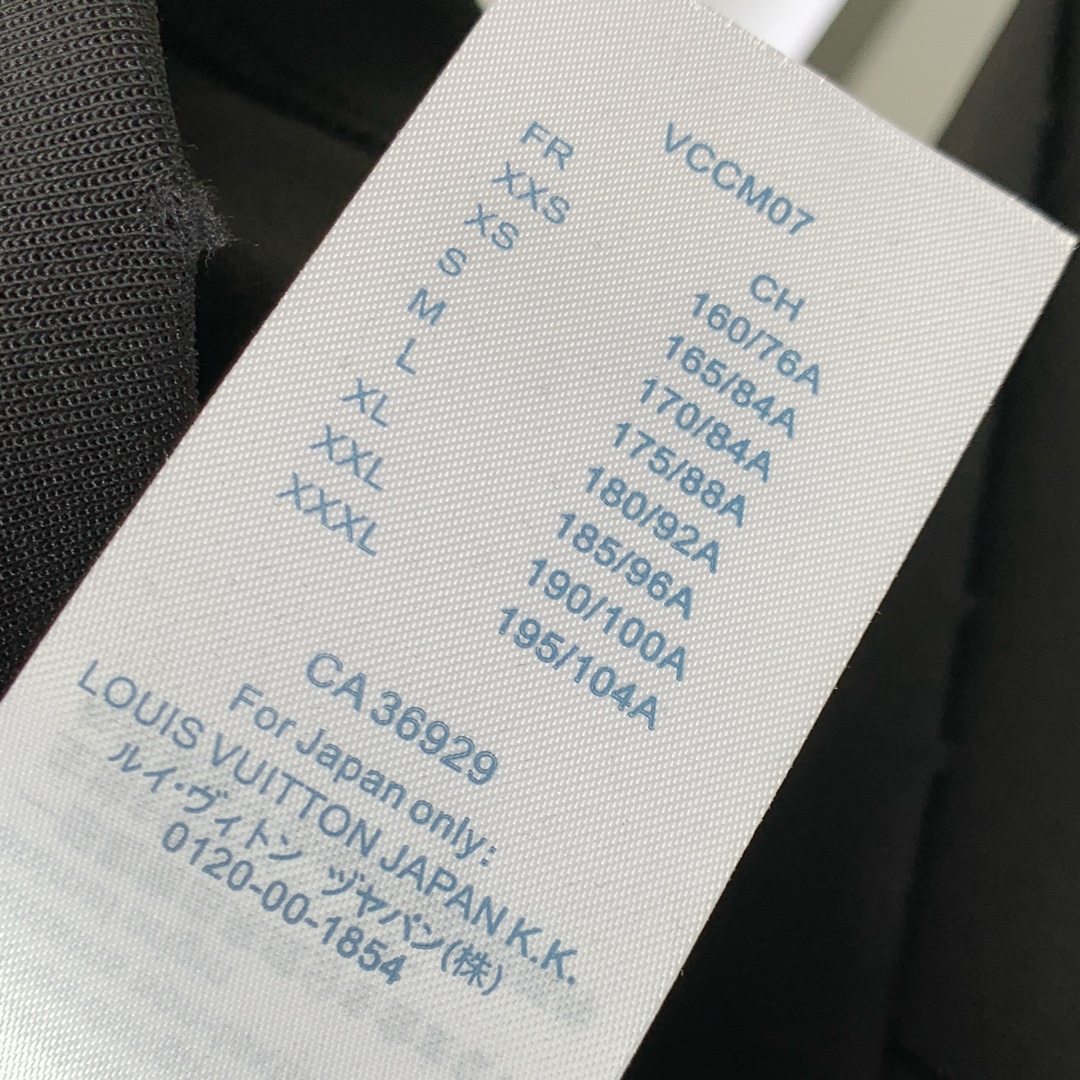 VCCM07
FR CH
XXS 160/76A
XS 165/84A
S 170/84A
M 175/88A
L 180/92A
XL 185/96A
XXL 190/100A
XXXL 195/104A
CA 36929
For Japan only:
LOUIS VUITTON JAPAN K.K.
ルイ·ヴィトン ヅヤパン(株)
0120-00-1854